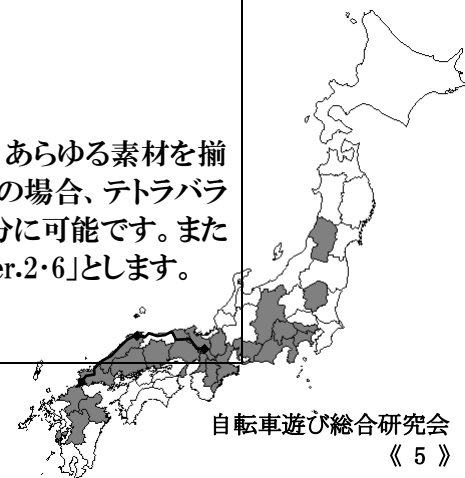 あらゆる素材を揃
の場合、テトラバラ
分に可能です。また
er.2・6」とします。
自転車遊び総合研究会
《 5 》